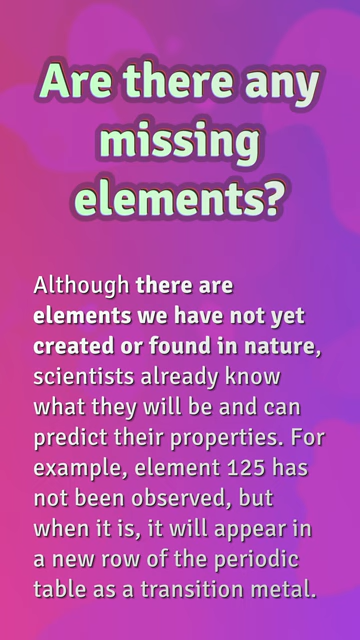 Are there any
missing
elements?
Although there are
elements we have not yet
created or found in nature,
scientists already know
what they will be and can
predict their properties. For
example, element 125 has
not been observed, but
when it is, it will appear in
a new row of the periodic
table as a transition metal.